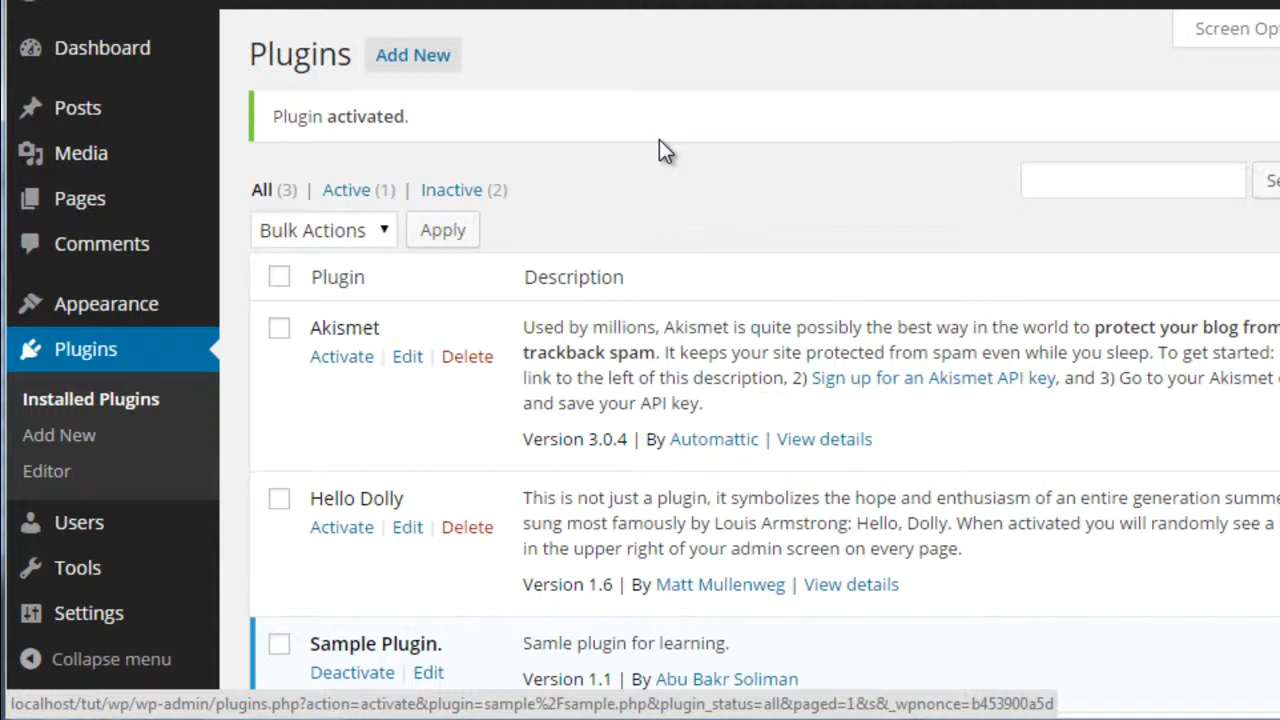 Dashboard
Posts
Media
Pages
Comments
Appearance
Plugins
Installed Plugins
Add New
Editor
Users
Tools
Settings
Collapse menu
Screen Op
Plugins Add New
Plugin activated.
All (3) | Active (1) | Inactive (2)
Bulk Actions Apply
Se
Plugin Description
Akismet
Activate | Edit | Delete
Used by millions, Akismet is quite possibly the best way in the world to protect your blog from
trackback spam. It keeps your site protected from spam even while you sleep. To get started:
link to the left of this description, 2) Sign up for an Akismet API key, and 3) Go to your Akismet
and save your API key.
Version 3.0.4 | By Automattic | View details
Hello Dolly
Activate | Edit | Delete
This is not just a plugin, it symbolizes the hope and enthusiasm of an entire generation summe
sung most famously by Louis Armstrong: Hello, Dolly. When activated you will randomly see a
in the upper right of your admin screen on every page.
Version 1.6 | By Matt Mullenweg | View details
Sample Plugin.
Deactivate | Edit
Samle plugin for learning.
Version 1.1 | By Abu Bakr Soliman
localhost/tut/wp/wp-admin/plugins.php?action=activate&plugin=sample%2Fsample.php&plugin_status=all&paged=1&s&_wpnonce=b453900a5d